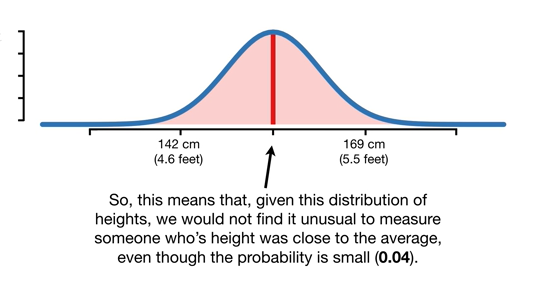 142 cm
(4.6 feet)
169 cm
(5.5 feet)
So, this means that, given this distribution of
heights, we would not find it unusual to measure
someone who's height was close to the average,
even though the probability is small (0.04).